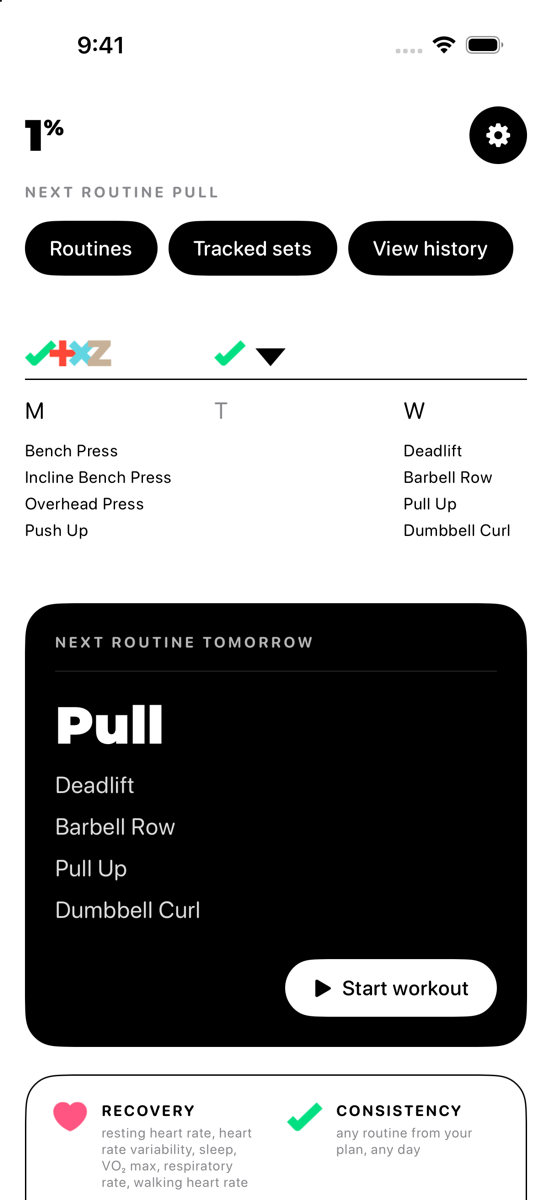 9:41
1%
NEXT ROUTINE PULL
Routines
Tracked sets
View history
M
T
W
Bench Press
Incline Bench Press
Overhead Press
Push Up
Deadlift
Barbell Row
Pull Up
Dumbbell Curl
NEXT ROUTINE TOMORROW
Pull
Deadlift
Barbell Row
Pull Up
Dumbbell Curl
Start workout
RECOVERY
resting heart rate, heart
rate variability, sleep,
VO₂ max, respiratory
rate, walking heart rate
CONSISTENCY
any routine from your
plan, any day